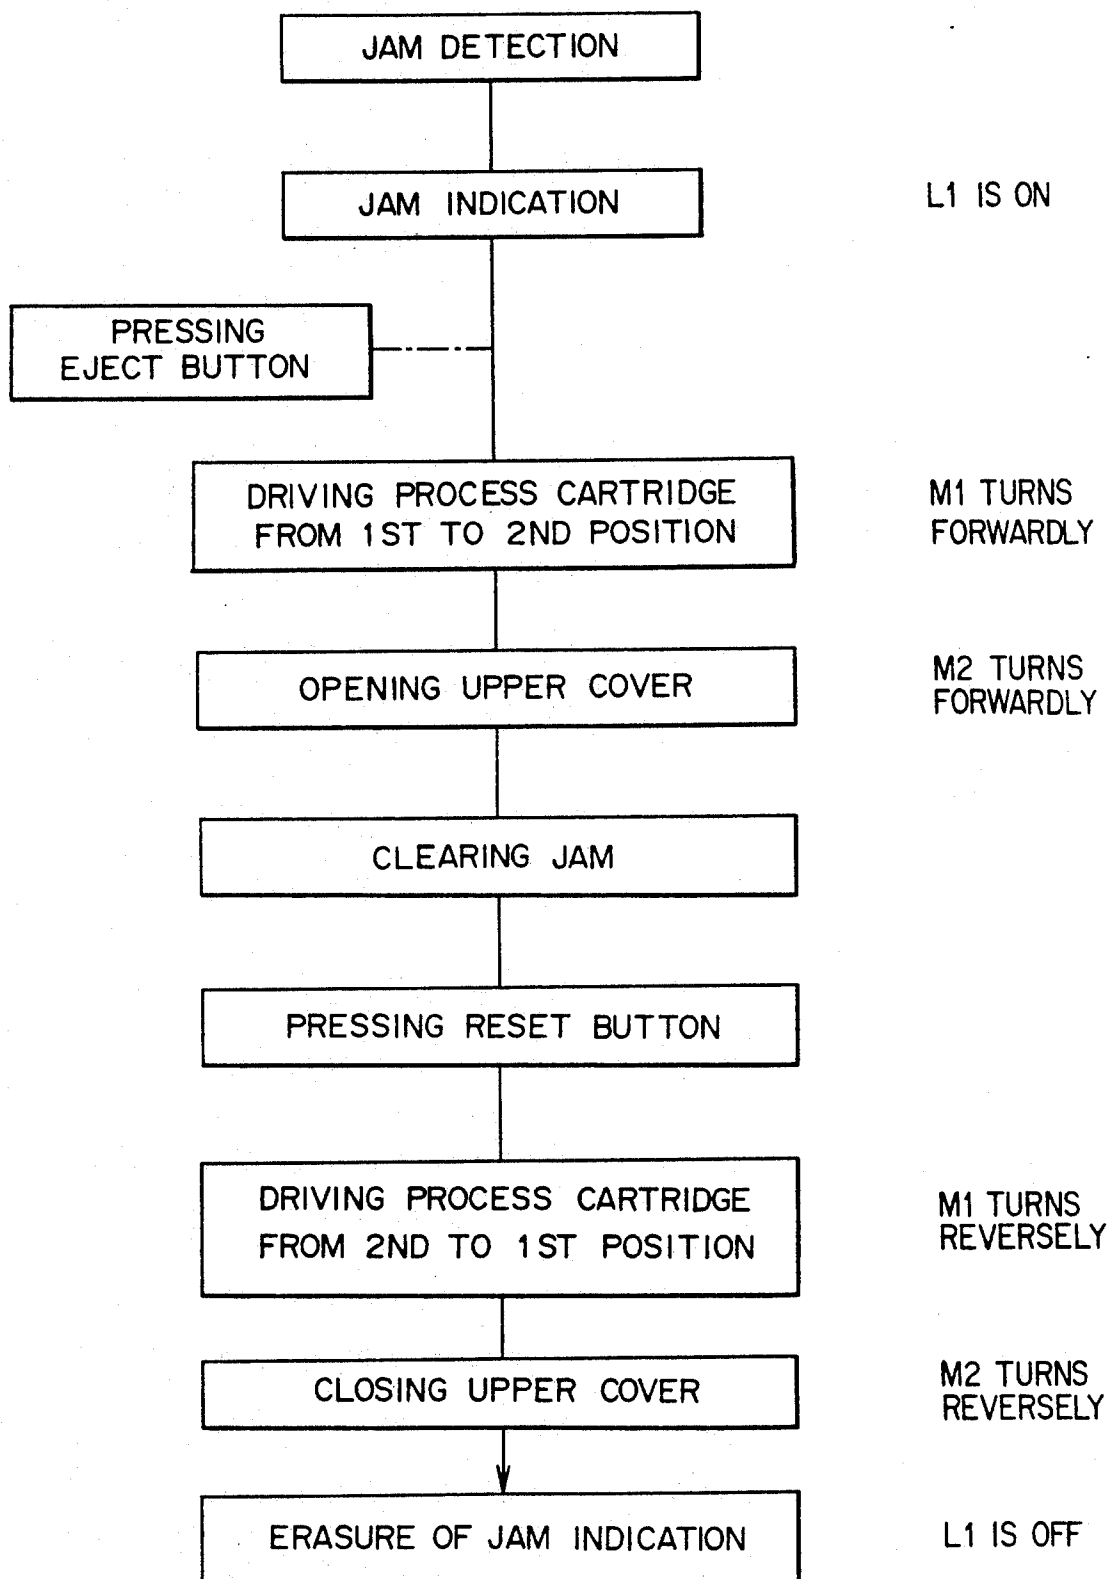 JAM DETECTION
JAM INDICATION
L1 IS ON
PRESSING
EJECT BUTTON
DRIVING PROCESS CARTRIDGE
FROM 1ST TO 2ND POSITION
M1 TURNS
FORWARDLY
OPENING UPPER COVER
M2 TURNS
FORWARDLY
CLEARING JAM
PRESSING RESET BUTTON
DRIVING PROCESS CARTRIDGE
FROM 2ND TO 1ST POSITION
M1 TURNS
REVERSELY
CLOSING UPPER COVER
M2 TURNS
REVERSELY
ERASURE OF JAM INDICATION
L1 IS OFF